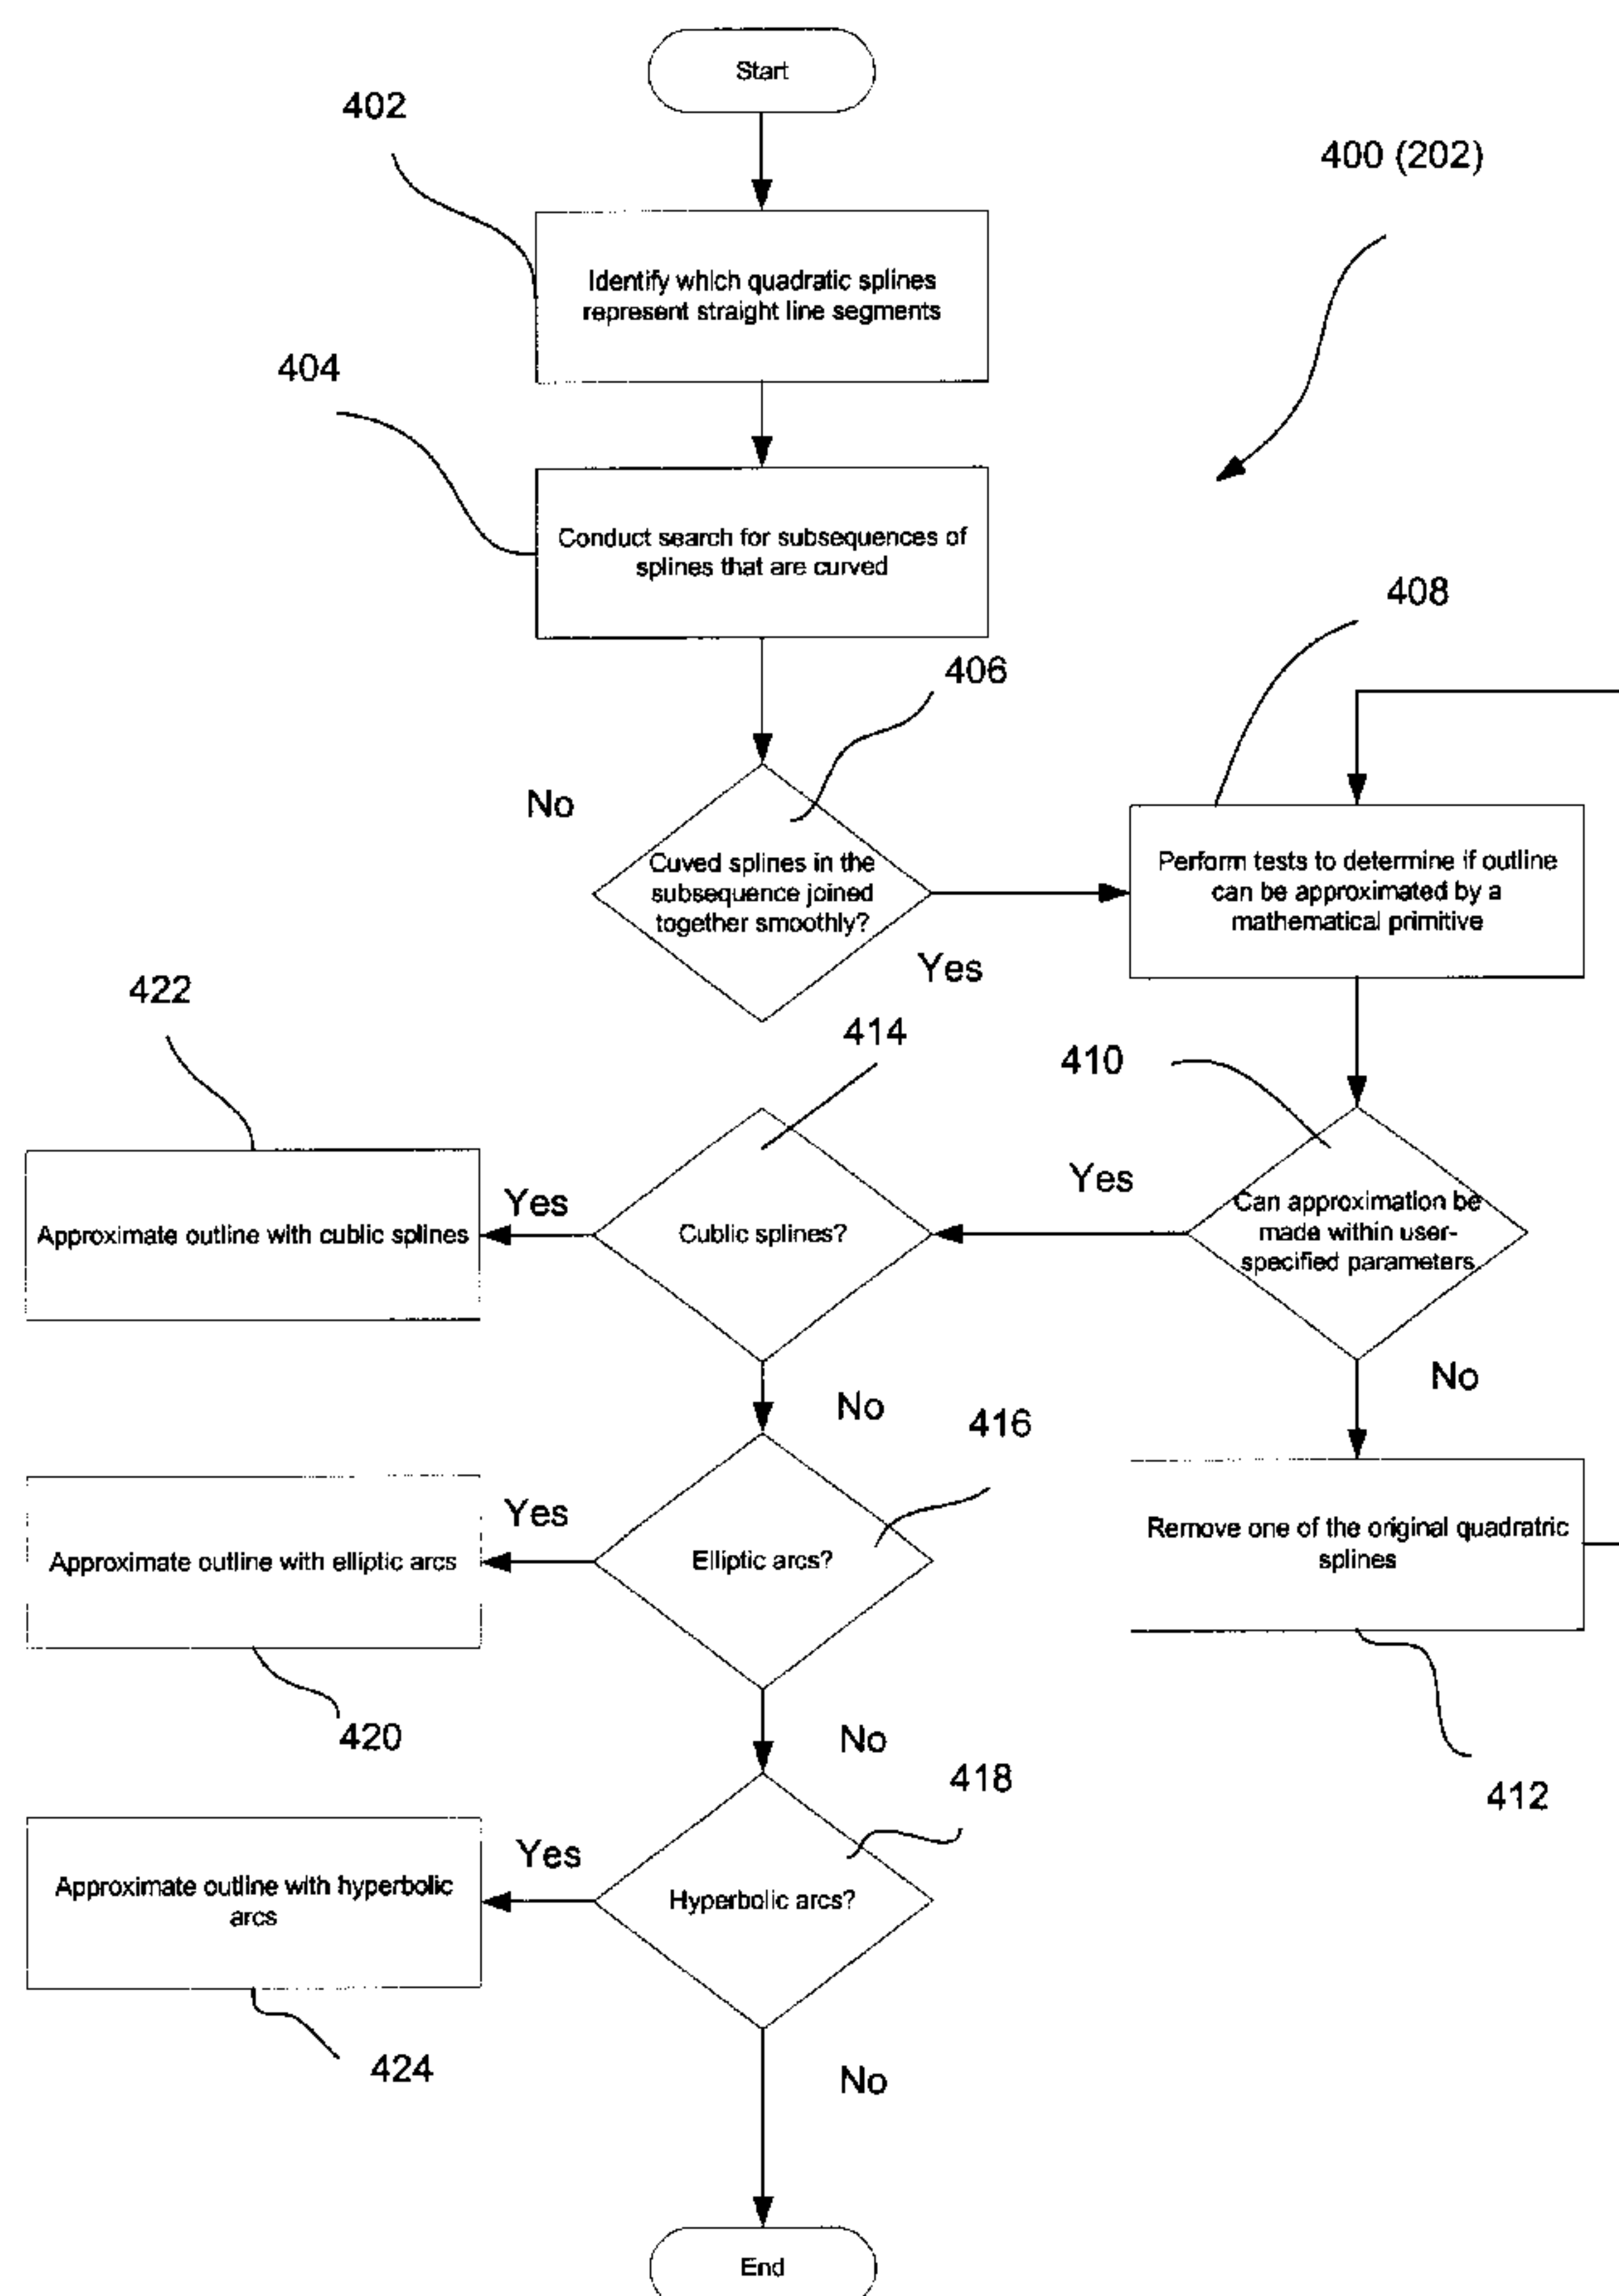 Start
402
400 (202)
Identify which quadratic splines
represent straight line segments
404
Conduct search for subsequences of
splines that are curved
408
406
No
Cuved splines in the
subsequence joined
together smoothly?
Perform tests to determine if outline
can be approximated by a
mathematical primitive
Yes
422
414
410
Yes
Yes
Can approximation be
made within user-
specified parameters
Approximate outline with cublic splines
Cublic splines?
No
No
416
Yes
Remove one of the original quadratric
splines
Approximate outline with elliptic arcs
Elliptic arcs?
420
No
418
412
Yes
Approximate outline with hyperbolic
arcs
Hyperbolic arcs?
424
No
End